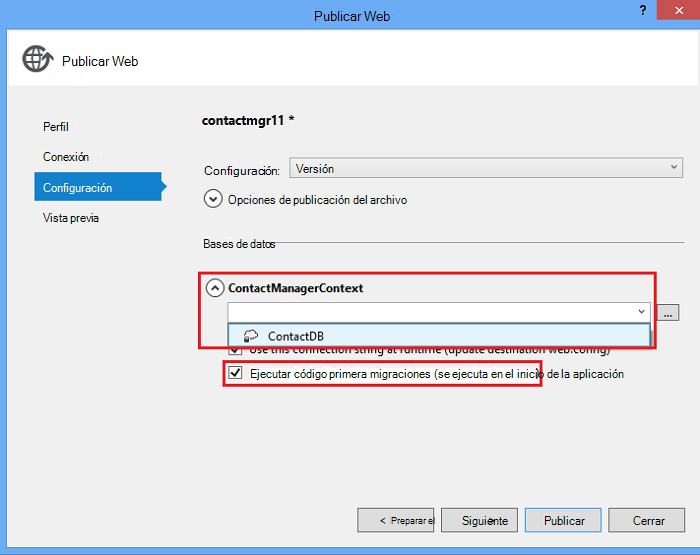 Publicar Web
?
Publicar Web
Perfil
Conexión
Configuración
Vista previa
contactmgr11 *
Configuración:
Versión
Opciones de publicación del archivo
Bases de datos
ContactManagerContext
...
ContactDB
Use this connection string at runtime (update destination web.config)
Ejecutar código primera migraciones (se ejecuta en el inicio de la aplicación
< Preparar el
Siguiente
Publicar
Cerrar